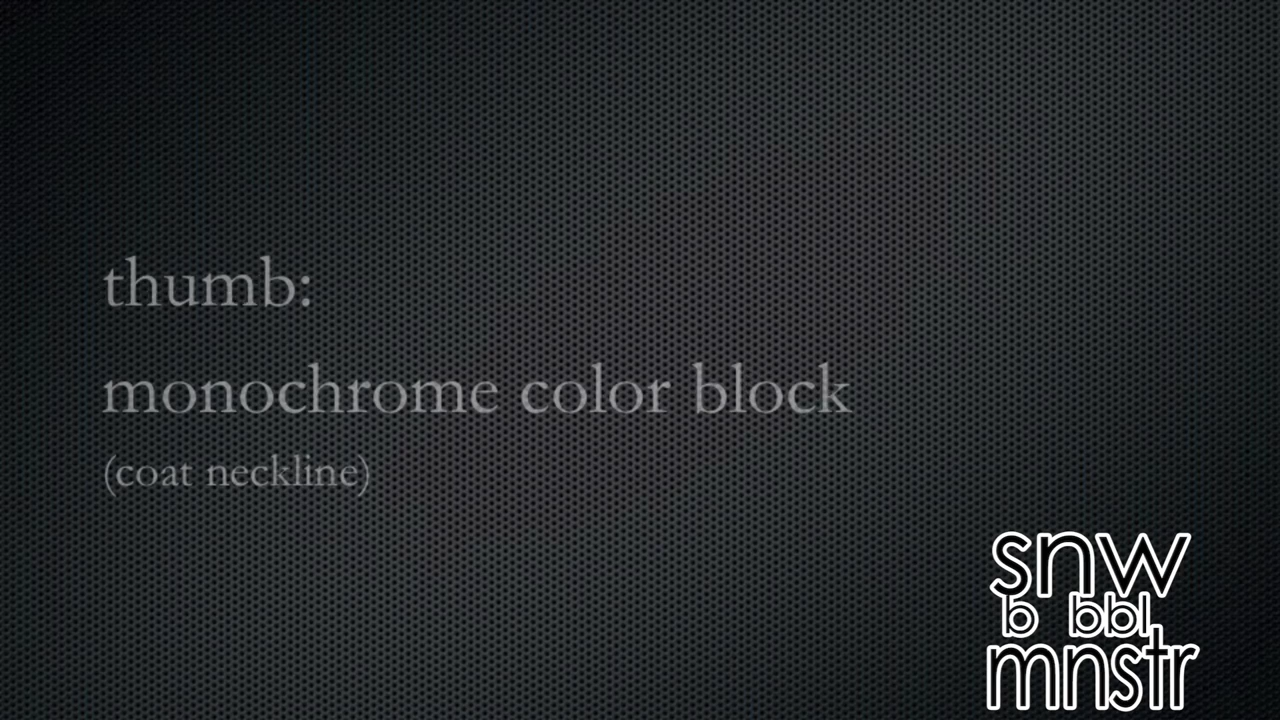 thumb:
monochrome color block
(coat neckline)
snw
b bbl
mnstr